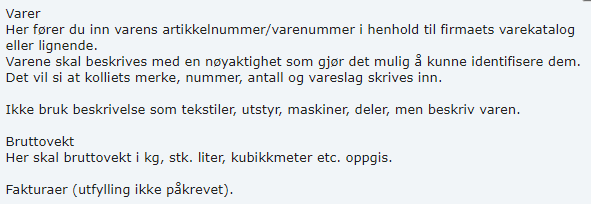 Varer
Her fører du inn varens artikkelnummer/varenummer i henhold til firmaets varekatalog
eller lignende.
Varene skal beskrives med en nøyaktighet som gjør det mulig å kunne identifisere dem.
Det vil si at kolliets merke, nummer, antall og vareslag skrives inn.
Ikke bruk beskrivelse som tekstiler, utstyr, maskiner, deler, men beskriv varen.
Bruttovekt
Her skal bruttovekt i kg, stk. liter, kubikkmeter etc. oppgis.
Fakturaer (utfylling ikke påkrevet).